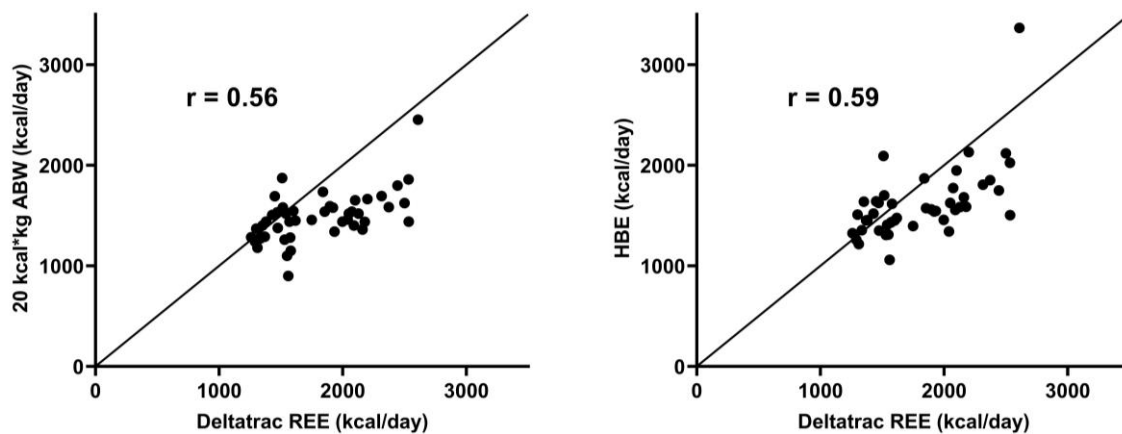 20 kcal*kg ABW (kcal/day)
3000
2000
1000
0
r = 0.56
0
1000
2000
3000
Deltatrac REE (kcal/day)
HBE (kcal/day)
3000
2000
1000
0
r = 0.59
0
1000
2000
3000
Deltatrac REE (kcal/day)